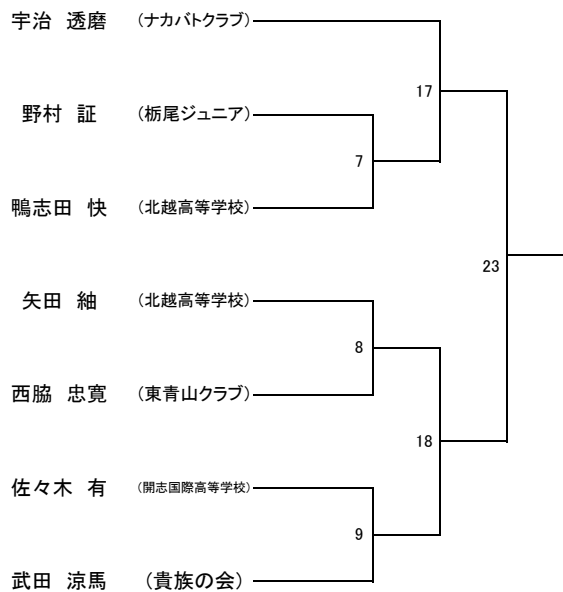 宇治　透磨　（ナカバトクラブ）
17
野村　証　（栃尾ジュニア）
7
鴨志田　快　（北越高等学校）
23
矢田　紬　（北越高等学校）
8
西脇　忠寛　（東青山クラブ）
18
佐々木　有　（開志国際高等学校）
9
武田　涼馬　（貴族の会）